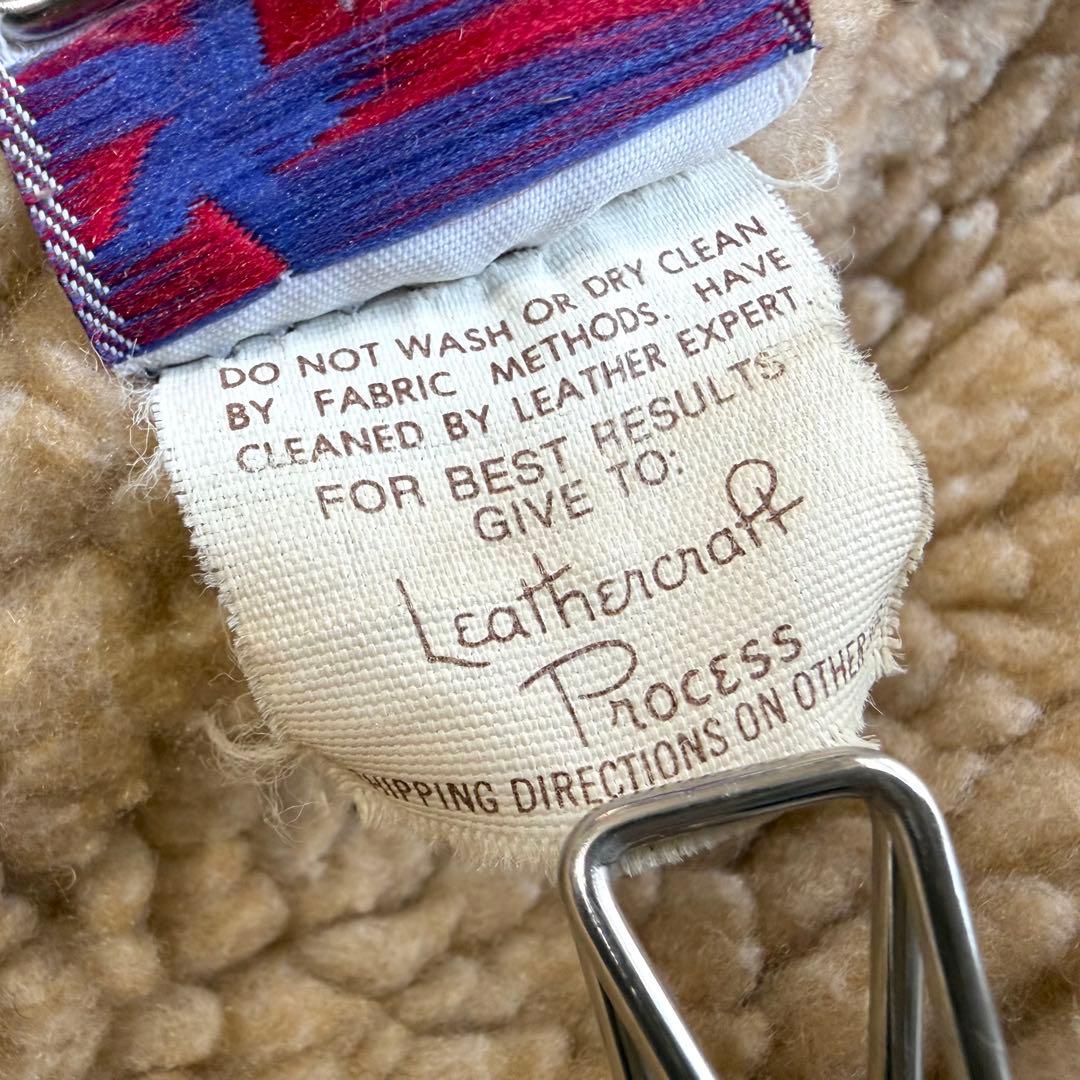 DO NOT WASH OR DRY CLEAN
BY FABRIC METHODS. HAVE
CLEANED BY LEATHER EXPERT.
FOR BEST RESULTS
GIVE TO:
Leathercraft
Process
SHIPPING DIRECTIONS ON OTHER